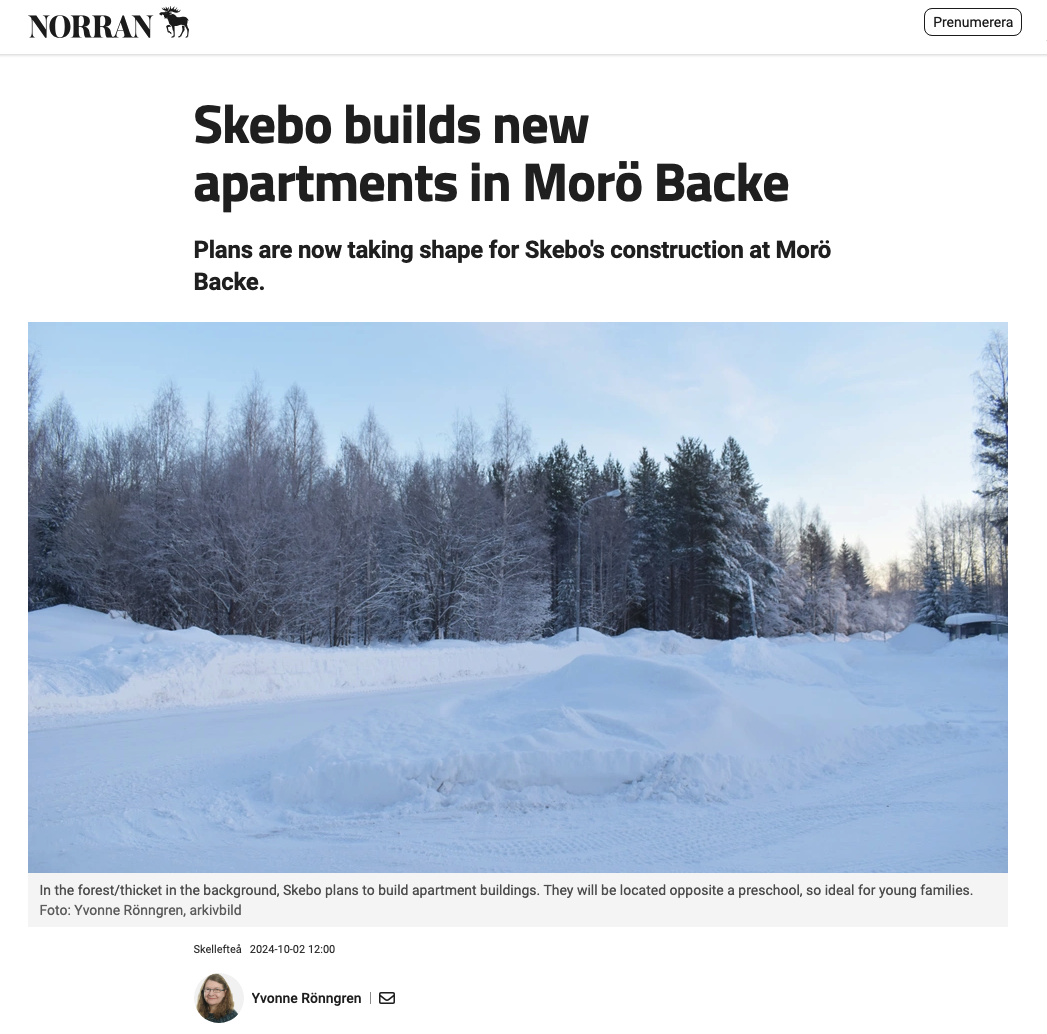 NORRAN
Prenumerera
Skebo builds new
apartments in Morö Backe
Plans are now taking shape for Skebo's construction at Morö
Backe.
In the forest/thicket in the background, Skebo plans to build apartment buildings. They will be located opposite a preschool, so ideal for young families.
Foto: Yvonne Rönngren, arkivbild
Skellefteå 2024-10-02 12:00
Yvonne Rönngren